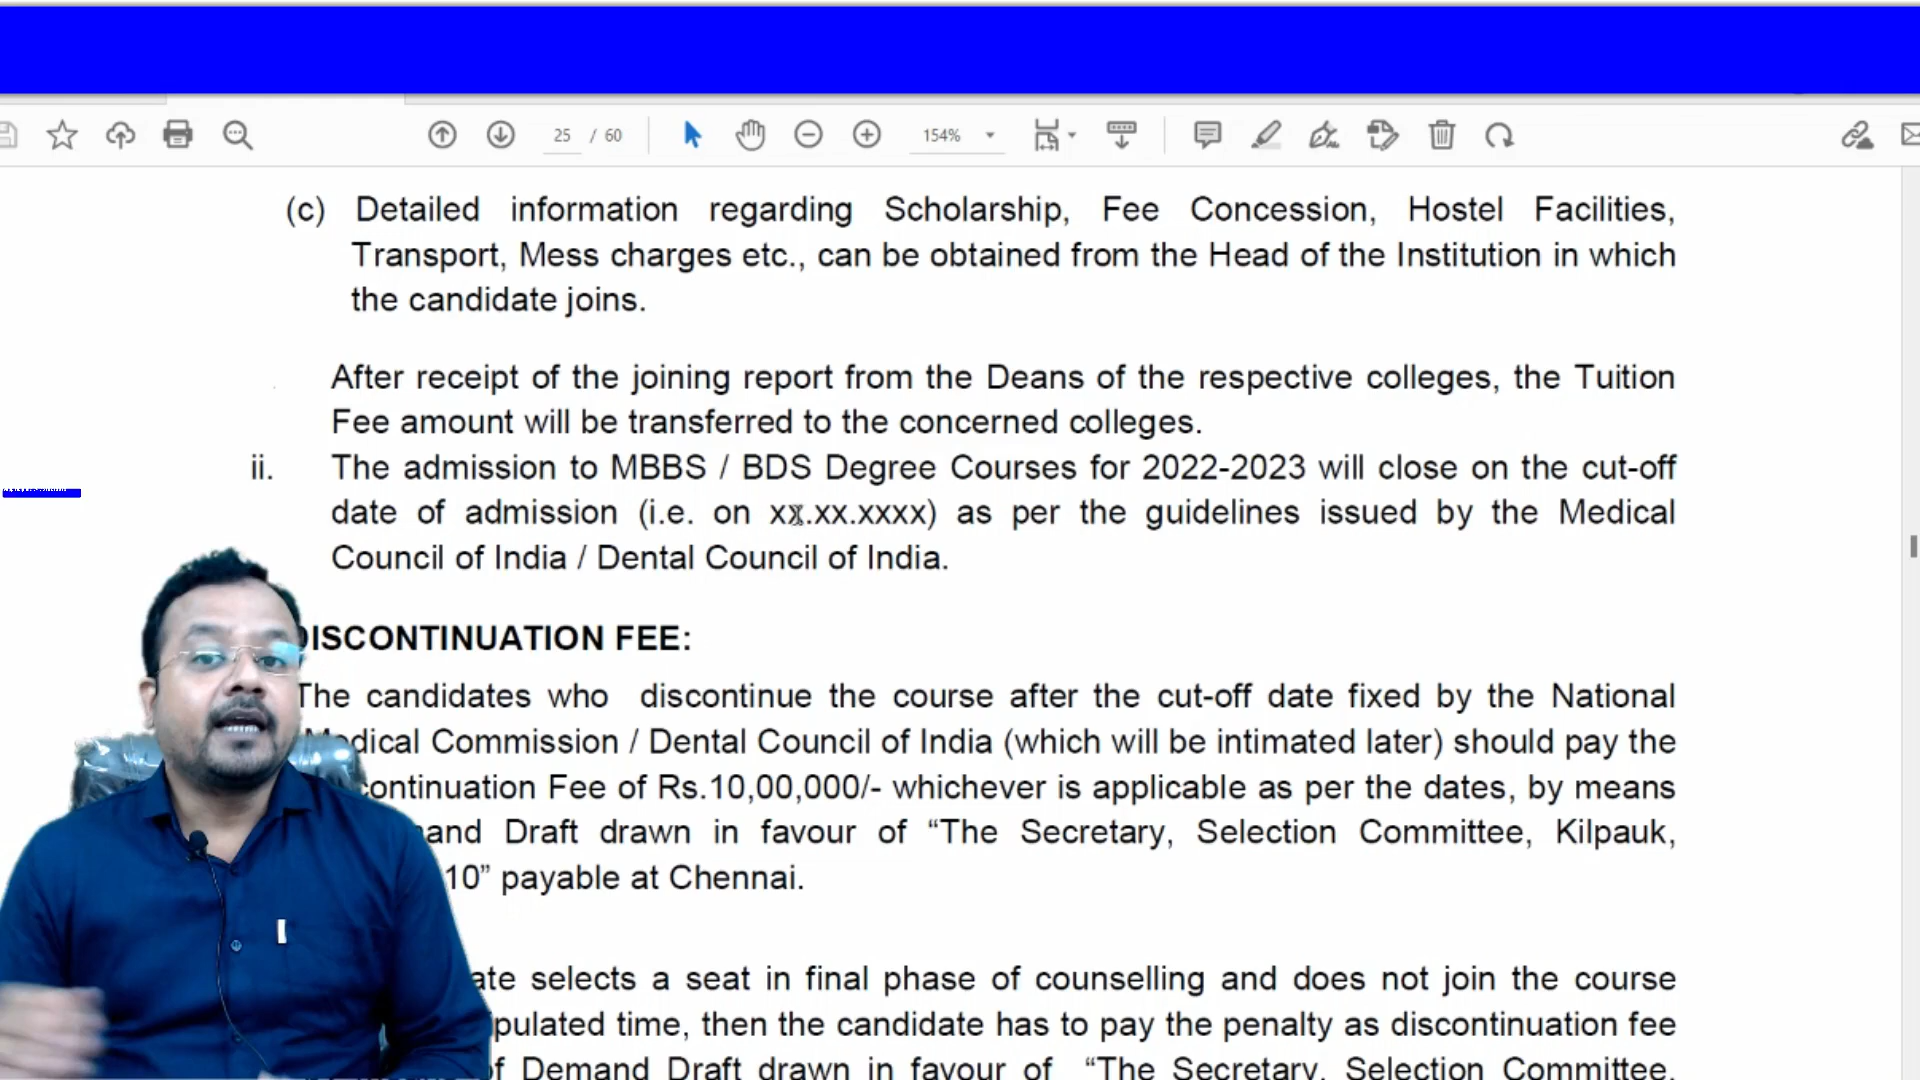 25 / 60
154%
(c) Detailed information regarding Scholarship, Fee Concession, Hostel Facilities,
Transport, Mess charges etc., can be obtained from the Head of the Institution in which
the candidate joins.
After receipt of the joining report from the Deans of the respective colleges, the Tuition
Fee amount will be transferred to the concerned colleges.
ii. The admission to MBBS / BDS Degree Courses for 2022-2023 will close on the cut-off
date of admission (i.e. on xx.xx.xxxx) as per the guidelines issued by the Medical
Council of India / Dental Council of India.
DISCONTINUATION FEE:
The candidates who discontinue the course after the cut-off date fixed by the National
Medical Commission / Dental Council of India (which will be intimated later) should pay the
continuation Fee of Rs.10,00,000/- whichever is applicable as per the dates, by means
and Draft drawn in favour of “The Secretary, Selection Committee, Kilpauk,
10” payable at Chennai.
ate selects a seat in final phase of counselling and does not join the course
ipulated time, then the candidate has to pay the penalty as discontinuation fee
of Demand Draft drawn in favour of “The Secretary, Selection Committee,